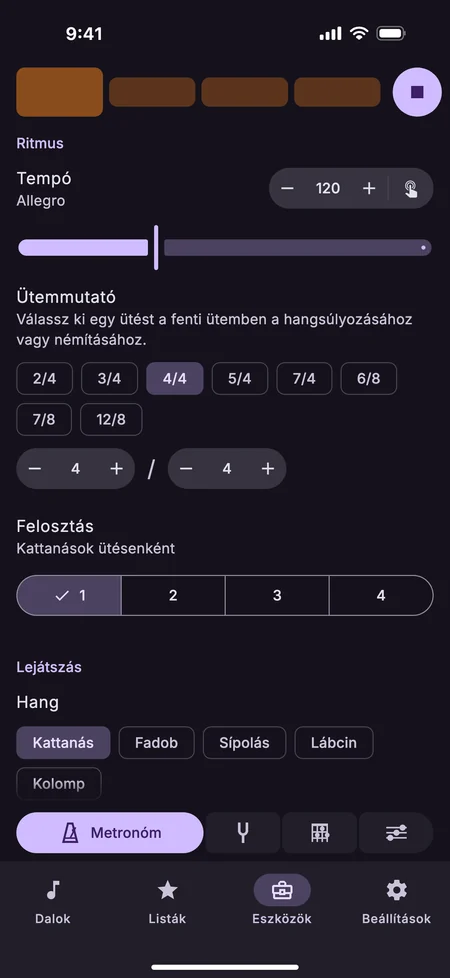 9:41
Ritmus
Tempó
Allegro
120
Ütemmutató
Válassz ki egy ütést a fenti ütemben a hangsúlyozásához
vagy némításához.
2/4 3/4 4/4 5/4 7/4 6/8
7/8 12/8
4 / 4
Felosztás
Kattanások ütésenként
1 2 3 4
Lejátszás
Hang
Kattanás Fadob Sípolás Lábcin
Kolomp
Metronóm
Dalok Listák Eszközök Beállítások